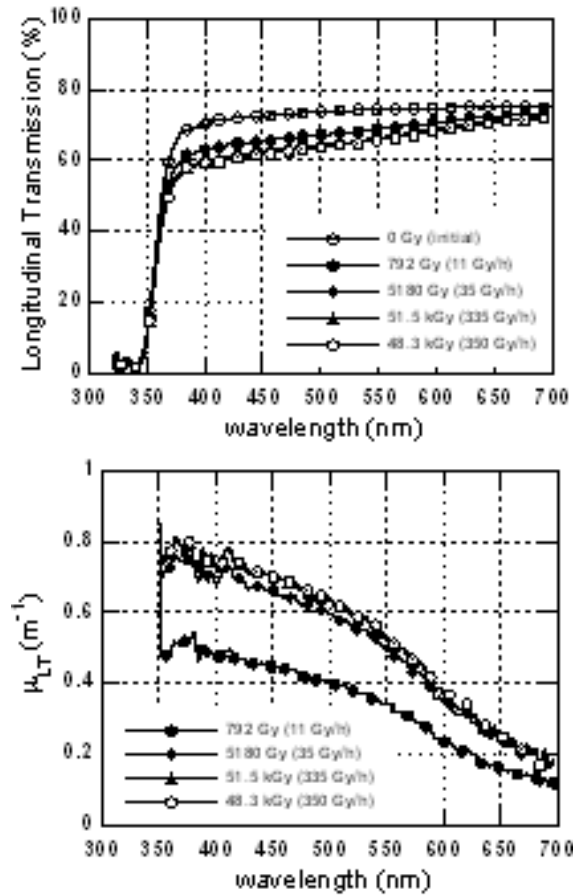 Longitudinal Transmission (%)
100
80
60
40
20
0
0 Gy (initial)
792 Gy (11 Gy/h)
5180 Gy (35 Gy/h)
51.5 kGy (335 Gy/h)
48.3 kGy (350 Gy/h)
300 350 400 450 500 550 600 650 700
wavelength (nm)
μLT (m⁻¹)
1
0.8
0.6
0.4
0.2
0
792 Gy (11 Gy/h)
5180 Gy (35 Gy/h)
51.5 kGy (335 Gy/h)
48.3 kGy (350 Gy/h)
300 350 400 450 500 550 600 650 700
wavelength (nm)